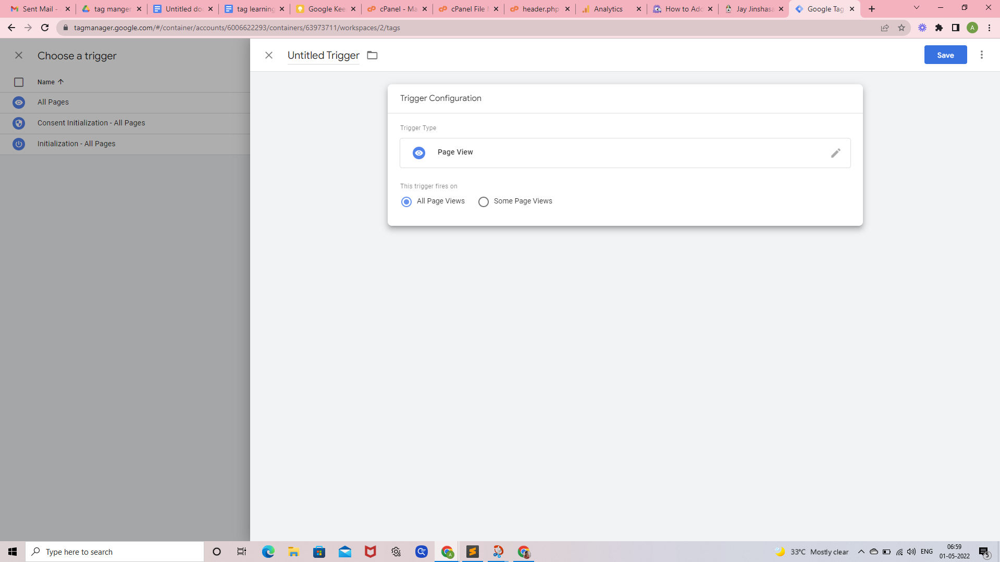 Sent Mail - tag manger Untitled do tag learning Google Kee cPanel - Ma cPanel File header.php Analytics How to Add Jay Jinshasa Google Tag
tagmanager.google.com/#/container/accounts/6006622293/containers/63973711/workspaces/2/tags A
Choose a trigger
Name
All Pages
Consent Initialization - All Pages
Initialization - All Pages
Untitled Trigger
Save
Trigger Configuration
Trigger Type
Page View
This trigger fires on
All Page Views Some Page Views
Type here to search
A
33°C Mostly clear ENG
06:59
01-05-2022
5